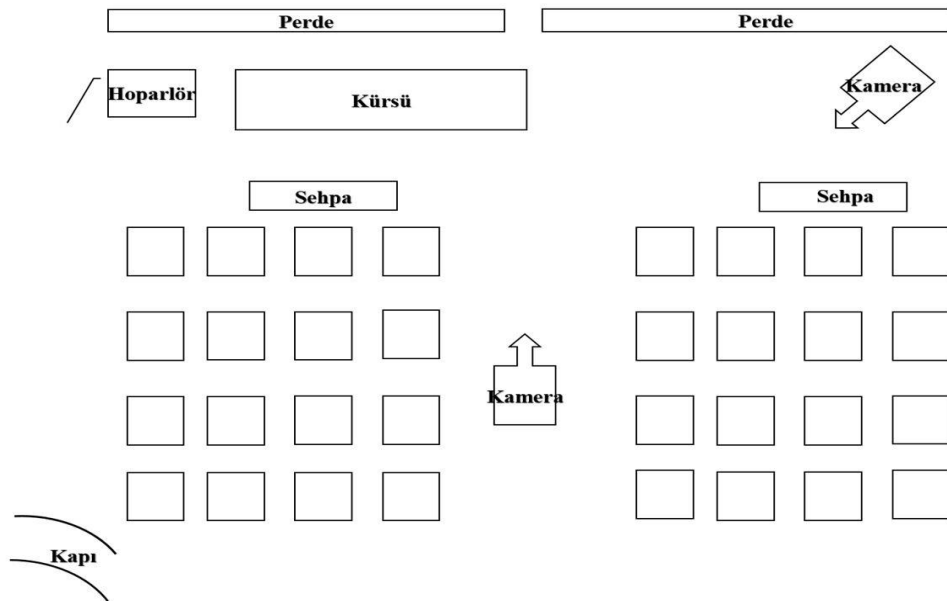 Perde
Perde
Hoparlör
Kürsü
Kamera
Sehpa
Sehpa
Kamera
Kapı